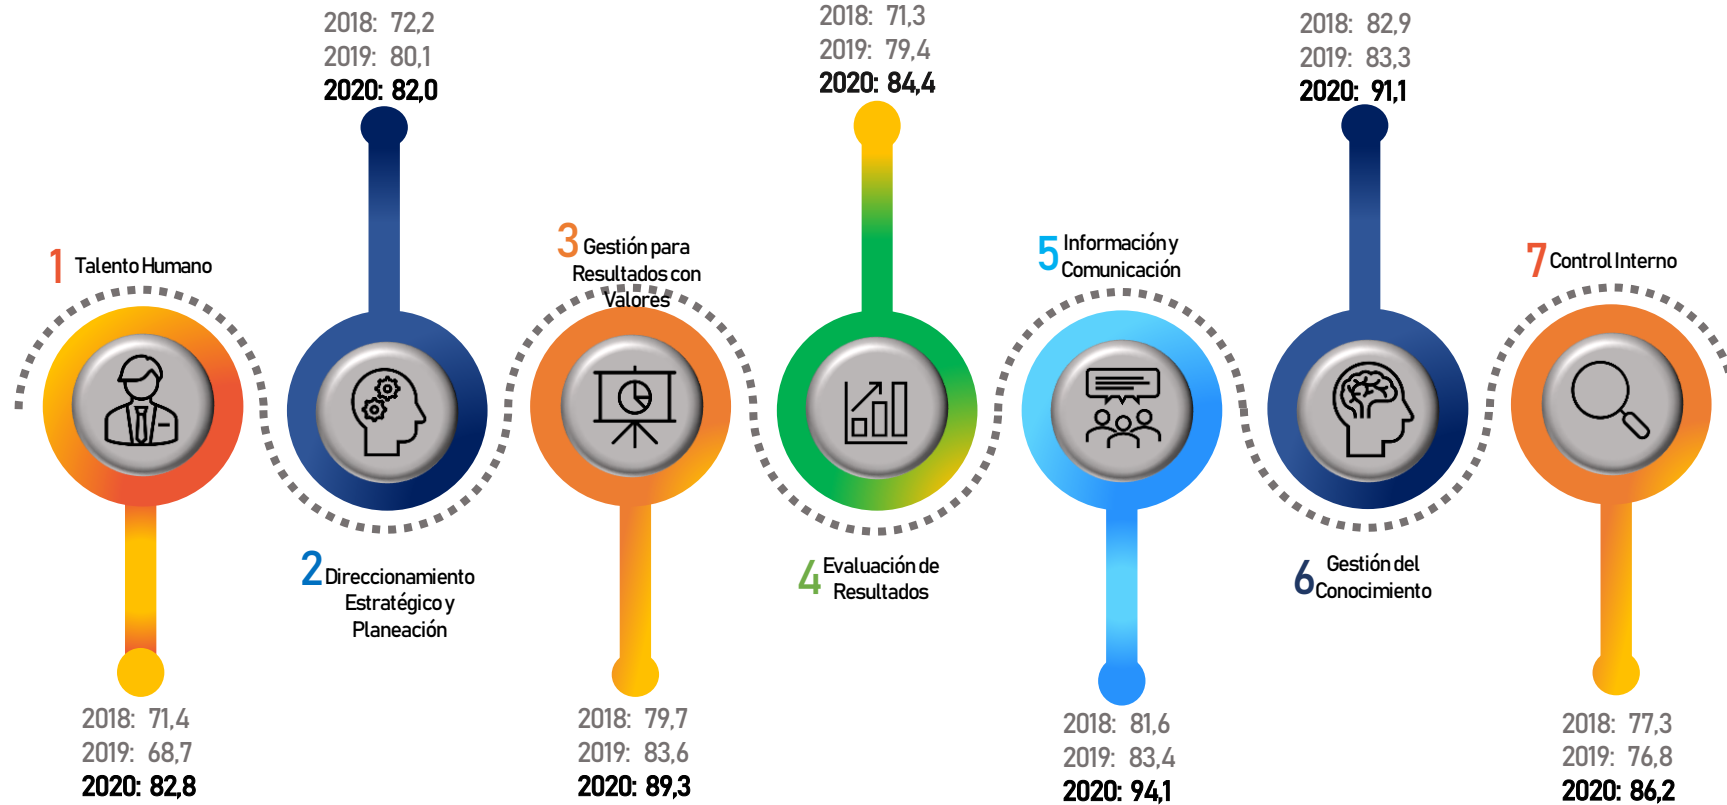 1 Talento Humano
2018: 71,4
2019: 68,7
2020: 82,8
2018: 72,2
2019: 80,1
2020: 82,0
2 Direccionamiento
Estratégico y
Planeación
3 Gestión para
Resultados con
Valores
2018: 79,7
2019: 83,6
2020: 89,3
2018: 71,3
2019: 79,4
2020: 84,4
4 Evaluación de
Resultados
5 Información y
Comunicación
2018: 81,6
2019: 83,4
2020: 94,1
2018: 82,9
2019: 83,3
2020: 91,1
6 Gestión del
Conocimiento
7 Control Interno
2018: 77,3
2019: 76,8
2020: 86,2